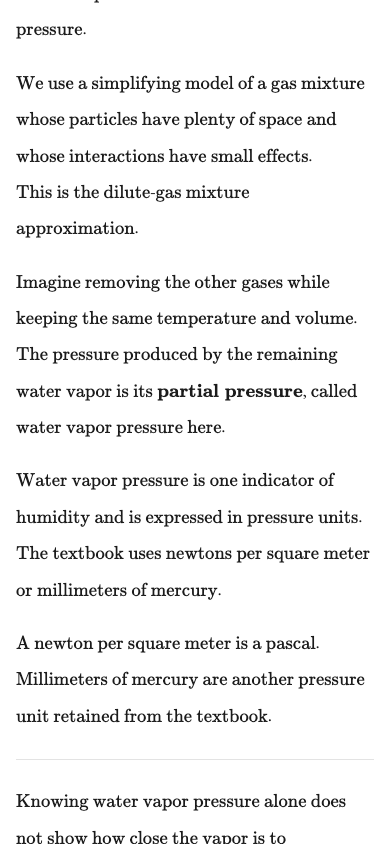 pressure.
We use a simplifying model of a gas mixture
whose particles have plenty of space and
whose interactions have small effects.
This is the dilute-gas mixture
approximation.
Imagine removing the other gases while
keeping the same temperature and volume.
The pressure produced by the remaining
water vapor is its partial pressure, called
water vapor pressure here.
Water vapor pressure is one indicator of
humidity and is expressed in pressure units.
The textbook uses newtons per square meter
or millimeters of mercury.
A newton per square meter is a pascal.
Millimeters of mercury are another pressure
unit retained from the textbook.
Knowing water vapor pressure alone does
not show how close the vapor is to